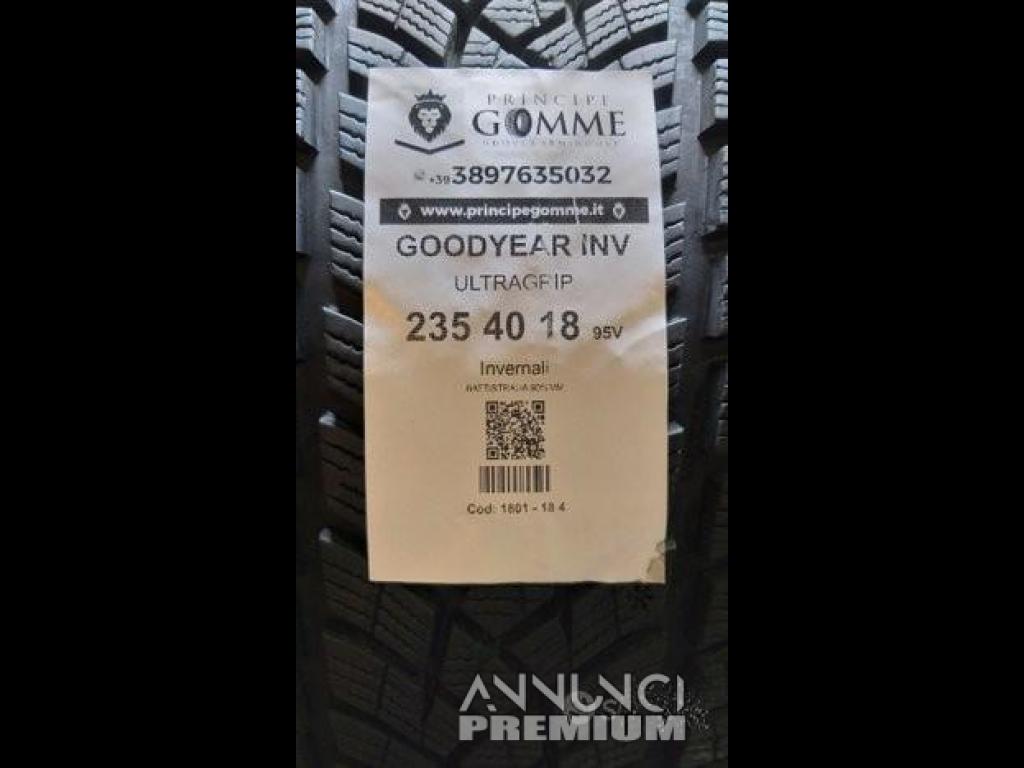 PRINCIPE
GOMME
+39 3897635032
www.principegomme.it
GOODYEAR INV
ULTRAGRIP
235 40 18 95V
Invernali
Cod: 1801 - 18 4
ANNUNCI
PREMIUM